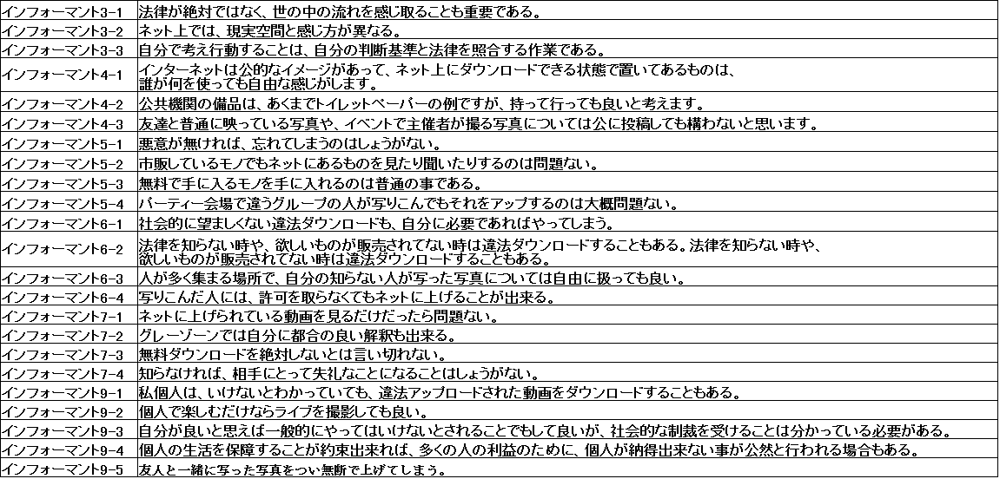 インフォーマント3-1 法律が絶対ではなく、世の中の流れを感じ取ることも重要である。
インフォーマント3-2 ネット上では、現実空間と感じ方が異なる。
インフォーマント3-3 自分で考え行動することは、自分の判断基準と法律を照合する作業である。
インフォーマント4-1 インターネットは公的なイメージがあって、ネット上にダウンロードできる状態で置いてあるものは、
誰が何を使っても自由な感じがします。
インフォーマント4-2 公共機関の備品は、あくまでトイレットペーパーの例ですが、持って行っても良いと考えます。
インフォーマント4-3 友達と普通に映っている写真や、イベントで主催者が撮る写真については公に投稿しても構わないと思います。
インフォーマント5-1 悪意が無ければ、忘れてしまうのはしょうがない。
インフォーマント5-2 市販しているモノでもネットにあるものを見たり聞いたりするのは問題ない。
インフォーマント5-3 無料で手に入るモノを手に入れるのは普通の事である。
インフォーマント5-4 パーティー会場で違うグループの人が写りこんでもそれをアップするのは大概問題ない。
インフォーマント6-1 社会的に望ましくない違法ダウンロードも、自分に必要であればやってしまう。
インフォーマント6-2 法律を知らない時や、欲しいものが販売されてない時は違法ダウンロードすることもある。法律を知らない時や、
欲しいものが販売されてない時は違法ダウンロードすることもある。
インフォーマント6-3 人が多く集まる場所で、自分の知らない人が写った写真については自由に扱っても良い。
インフォーマント6-4 写りこんだ人には、許可を取らなくてもネットに上げることが出来る。
インフォーマント7-1 ネットに上げられている動画を見るだけだったら問題ない。
インフォーマント7-2 グレーゾーンでは自分に都合の良い解釈も出来る。
インフォーマント7-3 無料ダウンロードを絶対しないとは言い切れない。
インフォーマント7-4 知らなければ、相手にとって失礼なことになることはしょうがない。
インフォーマント9-1 私個人は、いけないとわかっていても、違法アップロードされた動画をダウンロードすることもある。
インフォーマント9-2 個人で楽しむだけならライブを撮影しても良い。
インフォーマント9-3 自分が良いと思えば一般的にやってはいけないとされることでもして良いが、社会的な制裁を受けることは分かっている必要がある。
インフォーマント9-4 個人の生活を保障することが約束出来れば、多くの人の利益のために、個人が納得出来ない事が公然と行われる場合もある。
インフォーマント9-5 友人と一緒に写った写真をつい無断で上げてしまう。